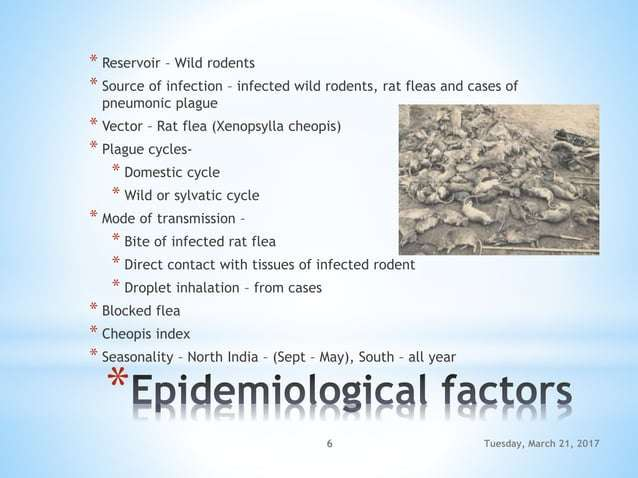 * Reservoir – Wild rodents
* Source of infection – infected wild rodents, rat fleas and cases of
pneumonic plague
* Vector – Rat flea (Xenopsylla cheopis)
* Plague cycles-
* Domestic cycle
* Wild or sylvatic cycle
* Mode of transmission –
* Bite of infected rat flea
* Direct contact with tissues of infected rodent
* Droplet inhalation – from cases
* Blocked flea
* Cheopis index
* Seasonality – North India – (Sept – May), South – all year
*Epidemiological factors
6 Tuesday, March 21, 2017